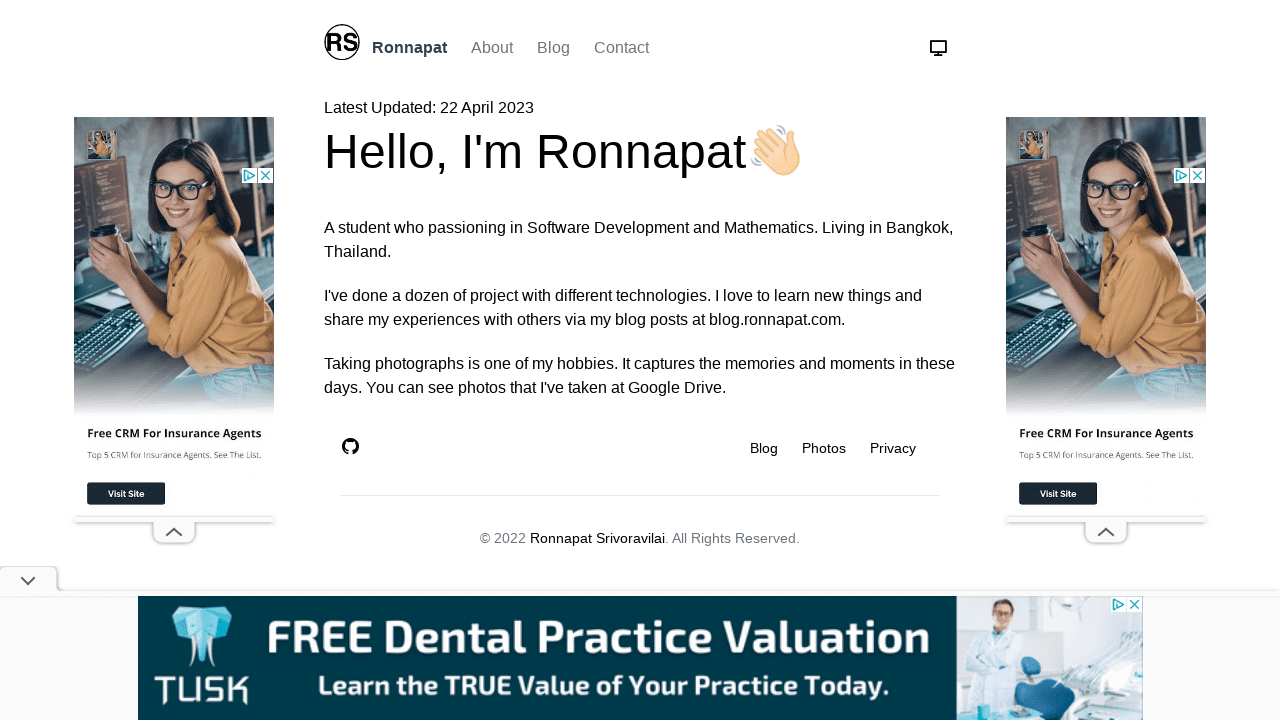 RS Ronnapat About Blog Contact
Latest Updated: 22 April 2023
Hello, I'm Ronnapat
A student who passioning in Software Development and Mathematics. Living in Bangkok,
Thailand.
I've done a dozen of project with different technologies. I love to learn new things and
share my experiences with others via my blog posts at blog.ronnapat.com.
Taking photographs is one of my hobbies. It captures the memories and moments in these
days. You can see photos that I've taken at Google Drive.
Blog Photos Privacy
© 2022 Ronnapat Srivoravilai. All Rights Reserved.
Free CRM For Insurance Agents
Top 5 CRM for Insurance Agents. See The List.
Visit Site
Free CRM For Insurance Agents
Top 5 CRM for Insurance Agents. See The List.
Visit Site
TUSK
FREE Dental Practice Valuation
Learn the TRUE Value of Your Practice Today.